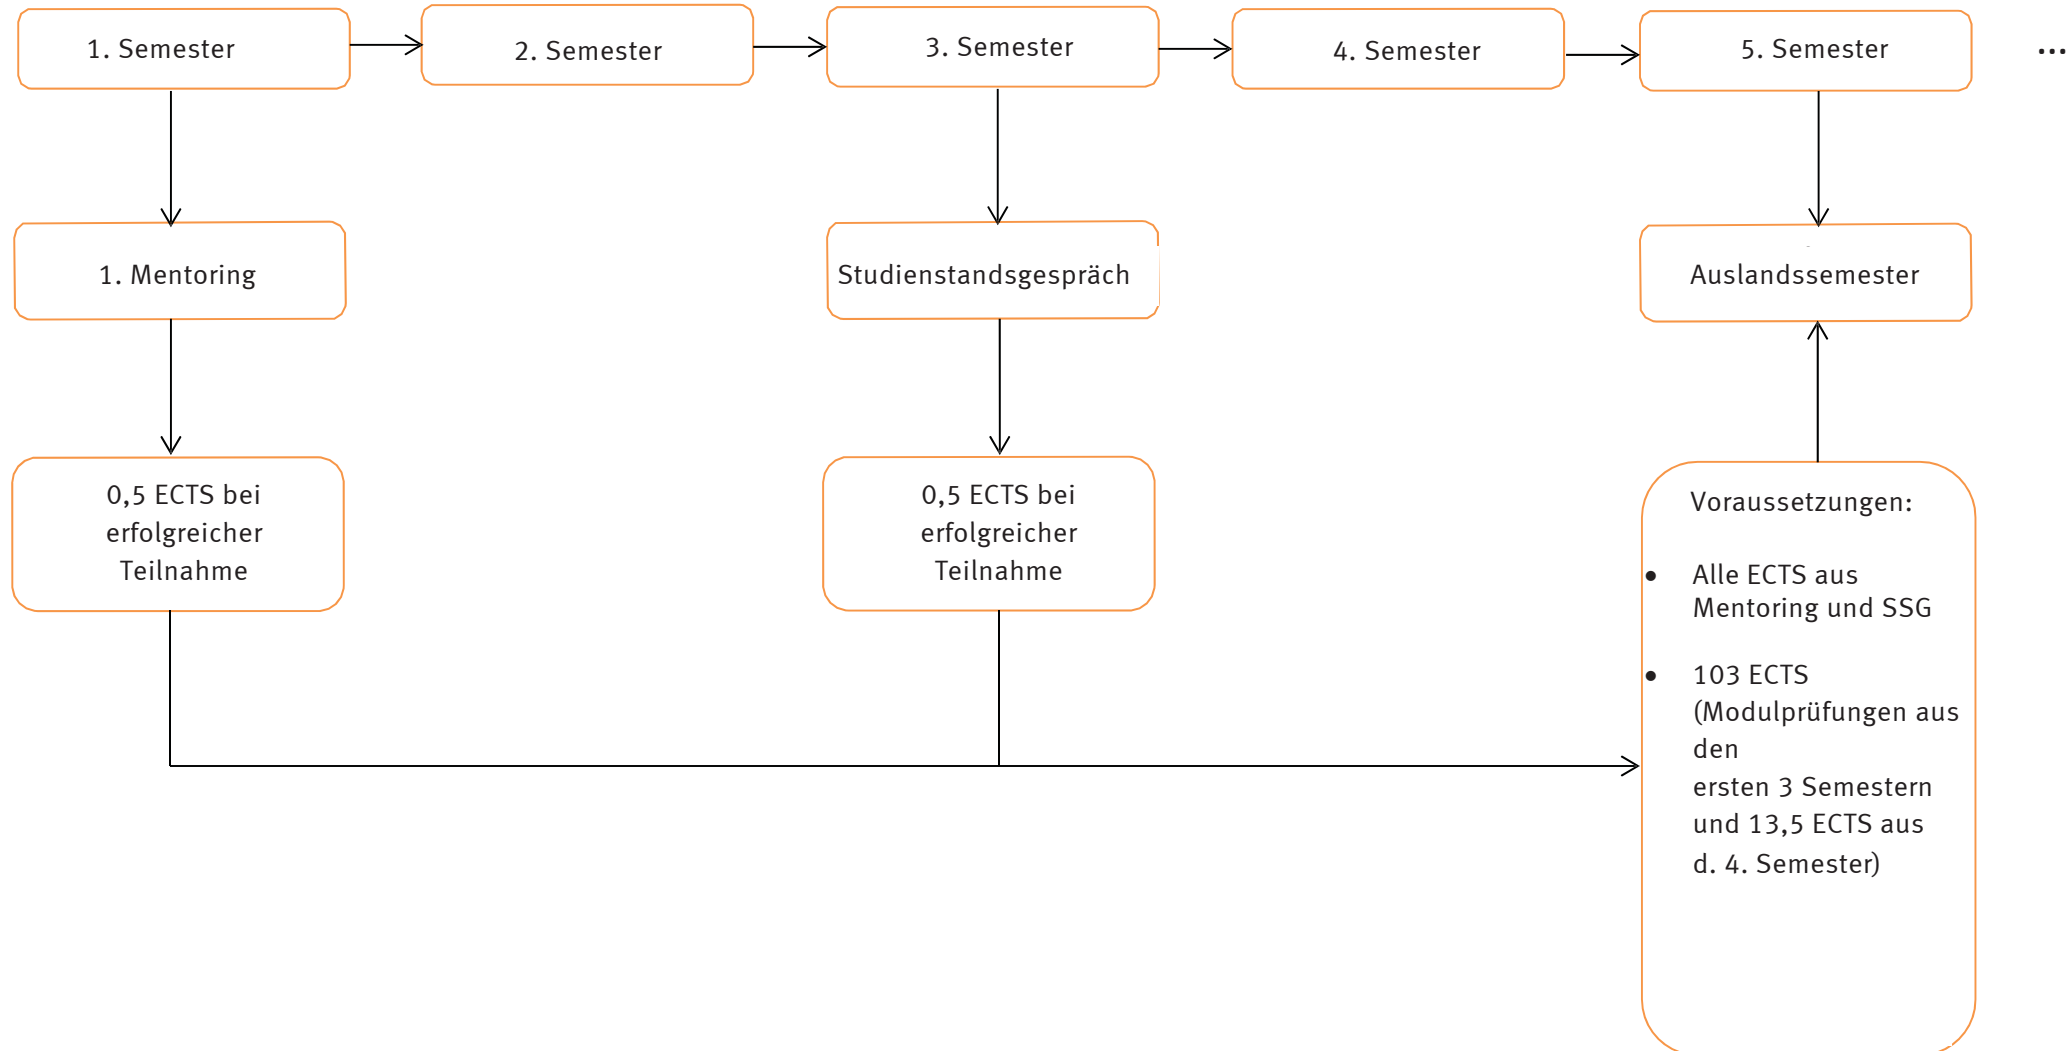 1. Semester
2. Semester
3. Semester
4. Semester
5. Semester
...
1. Mentoring
Studienstandsgespräch
Auslandssemester
0,5 ECTS bei
erfolgreicher
Teilnahme
0,5 ECTS bei
erfolgreicher
Teilnahme
Voraussetzungen:
• Alle ECTS aus
Mentoring und SSG
• 103 ECTS
(Modulprüfungen aus
den
ersten 3 Semestern
und 13,5 ECTS aus
d. 4. Semester)